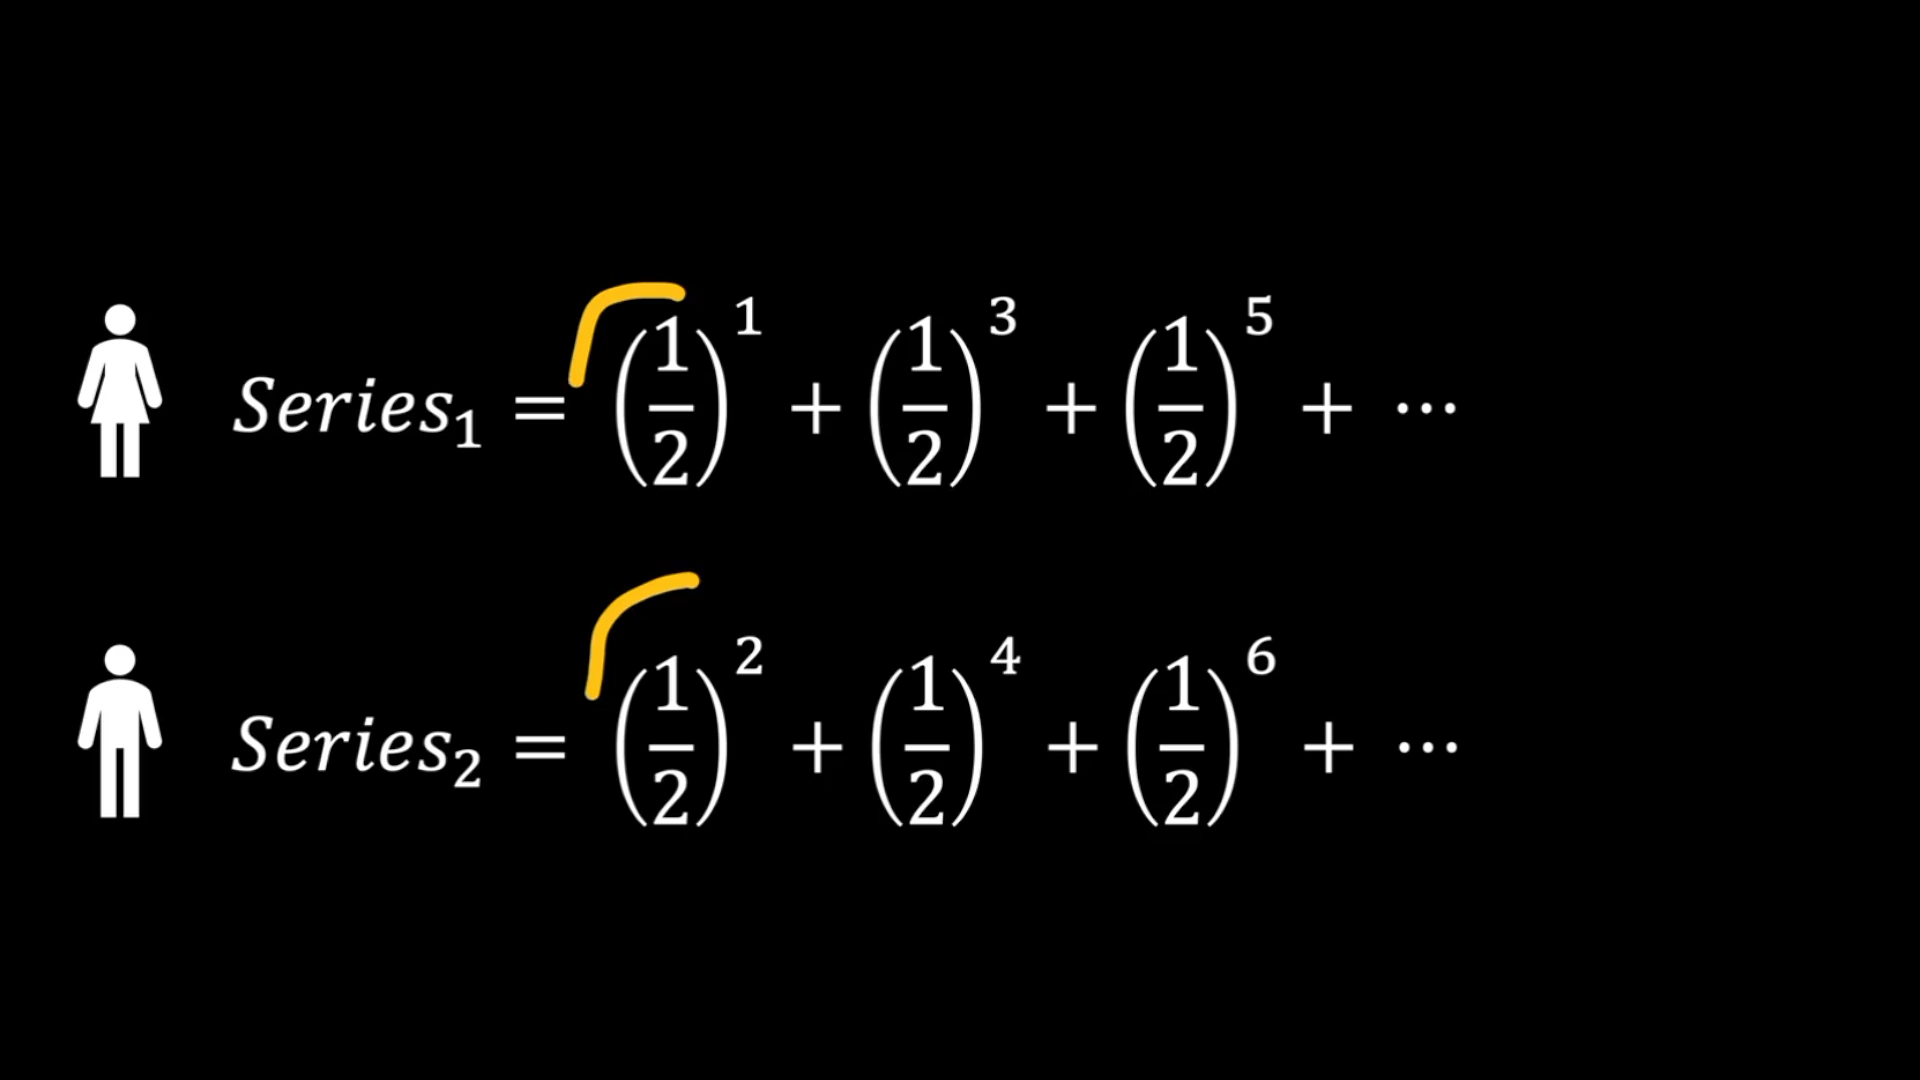 Series₁ = (1/2)¹ + (1/2)³ + (1/2)⁵ + ⋯
Series₂ = (1/2)² + (1/2)⁴ + (1/2)⁶ + ⋯